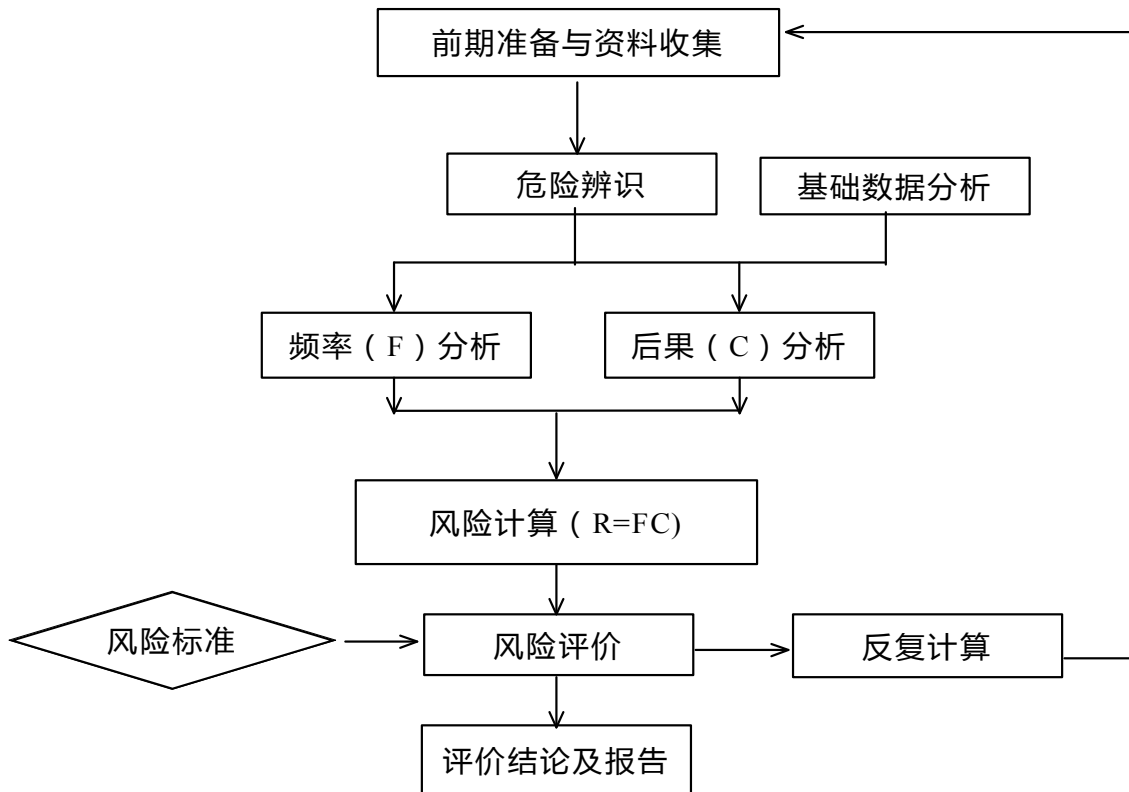 前期准备与资料收集
危险辨识
基础数据分析
频率（F）分析
后果（C）分析
风险计算（R=FC)
风险标准
风险评价
反复计算
评价结论及报告